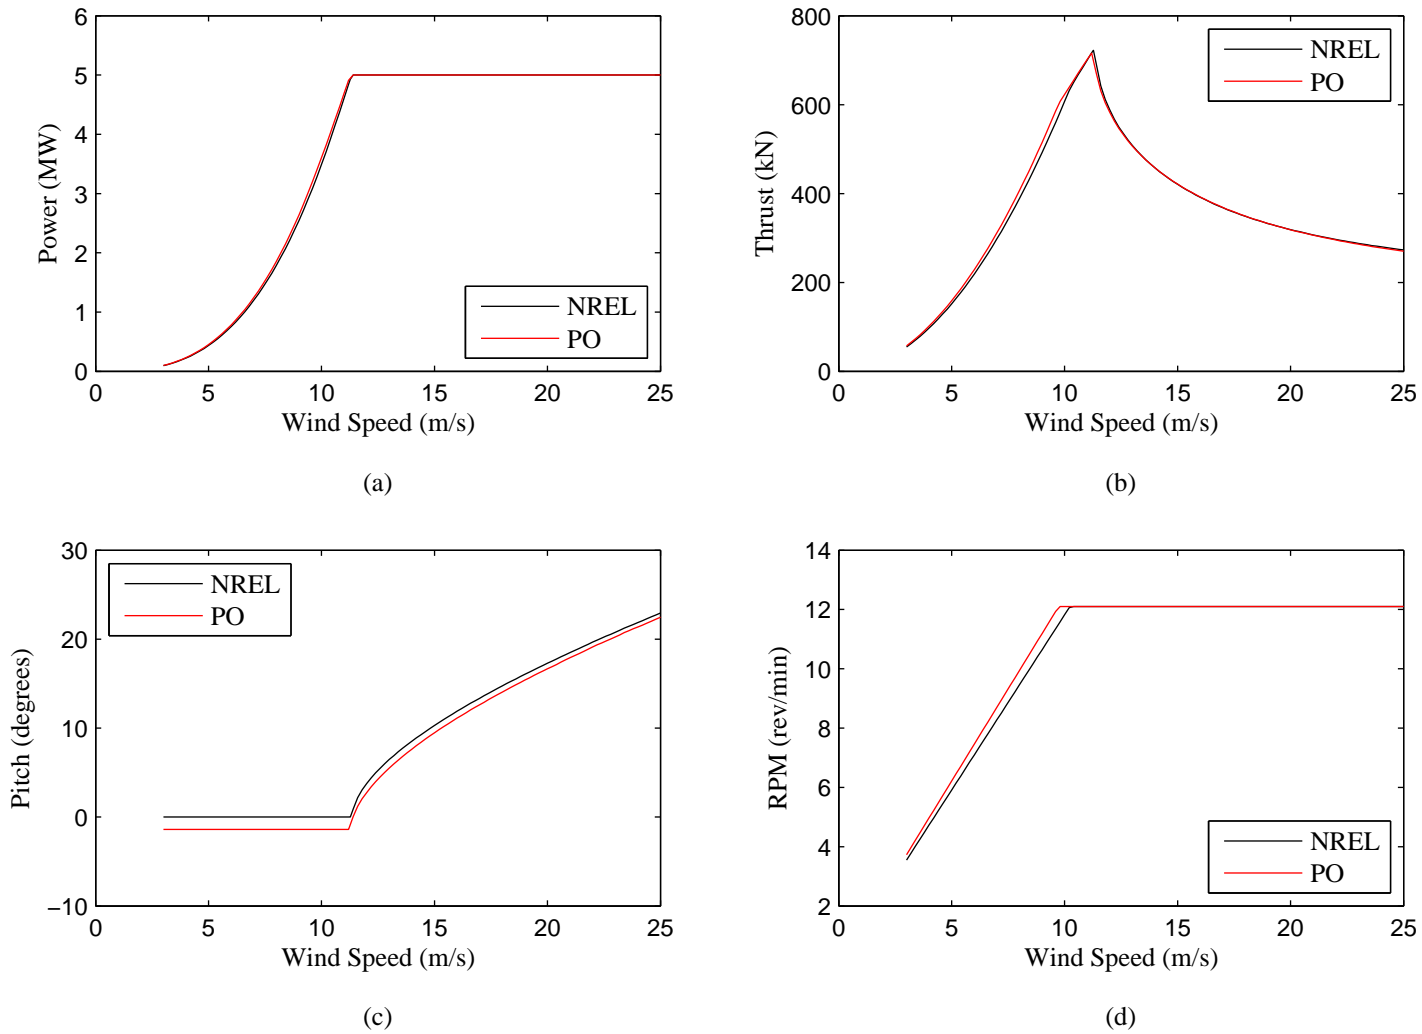 6
5
4
3
2
1
0
Power (MW)
NREL
PO
0 5 10 15 20 25
Wind Speed (m/s)
(a)
800
600
400
200
0
Thrust (kN)
NREL
PO
0 5 10 15 20 25
Wind Speed (m/s)
(b)
30
20
10
0
−10
Pitch (degrees)
NREL
PO
0 5 10 15 20 25
Wind Speed (m/s)
(c)
14
12
10
8
6
4
2
RPM (rev/min)
NREL
PO
0 5 10 15 20 25
Wind Speed (m/s)
(d)